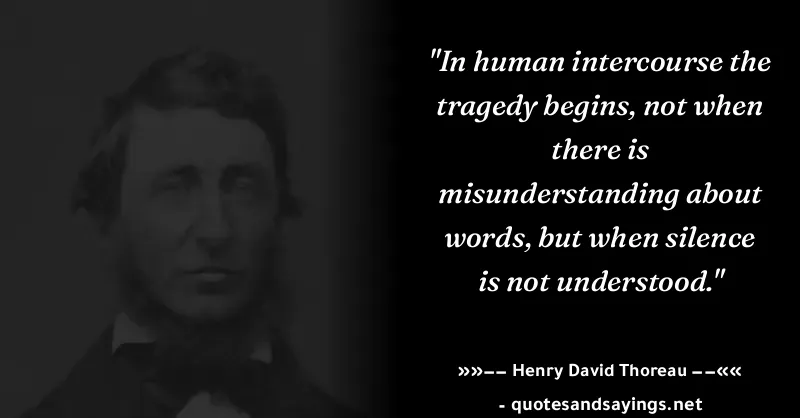 "In human intercourse the
tragedy begins, not when
there is
misunderstanding about
words, but when silence
is not understood."
»»−− Henry David Thoreau −−««
- quotesandsayings.net